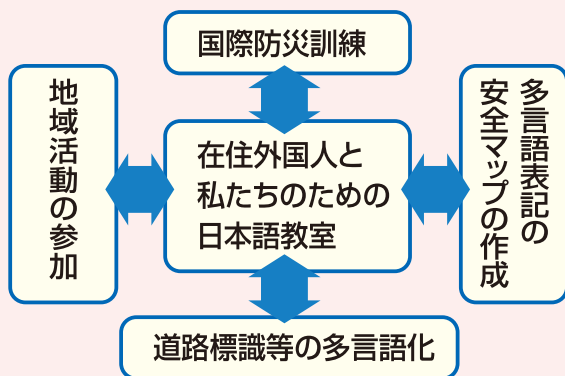 国際防災訓練
地域活動の参加
在住外国人と
私たちのための
日本語教室
多言語表記の
安全マップの作成
道路標識等の多言語化